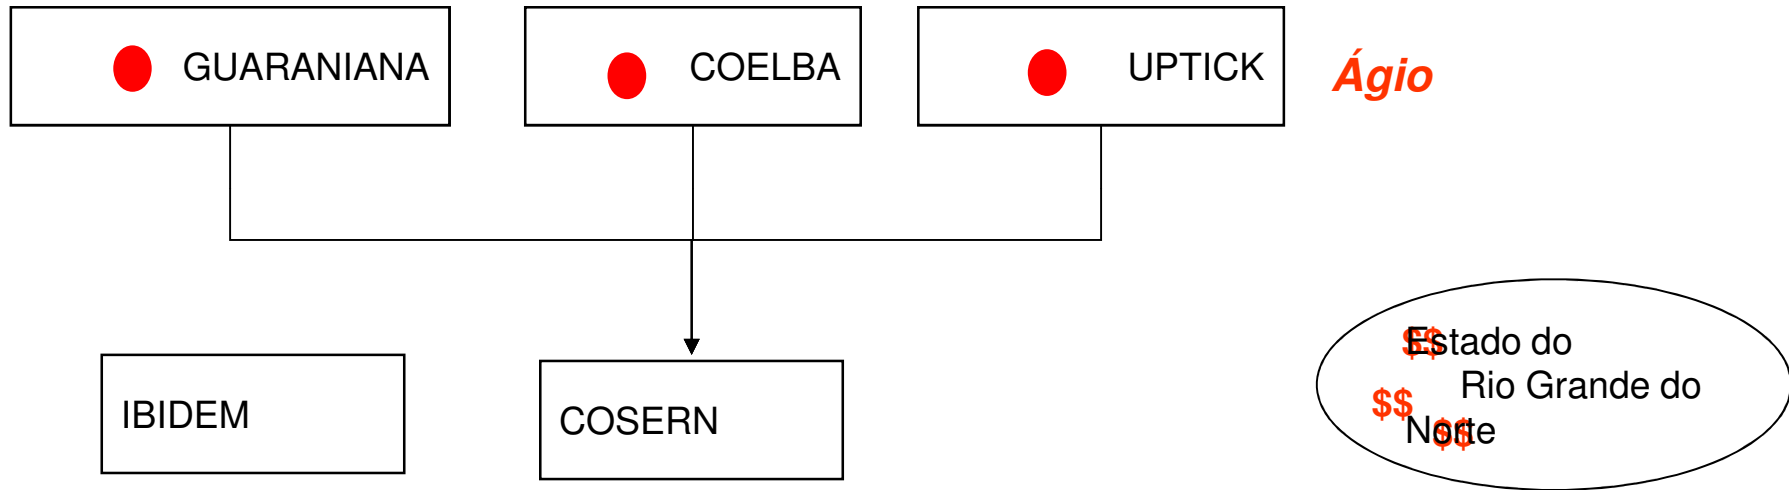 GUARANIANA
COELBA
UPTICK
Ágio
$$
Estado do
Rio Grande do
$$
Norte
$$
IBIDEM
COSERN